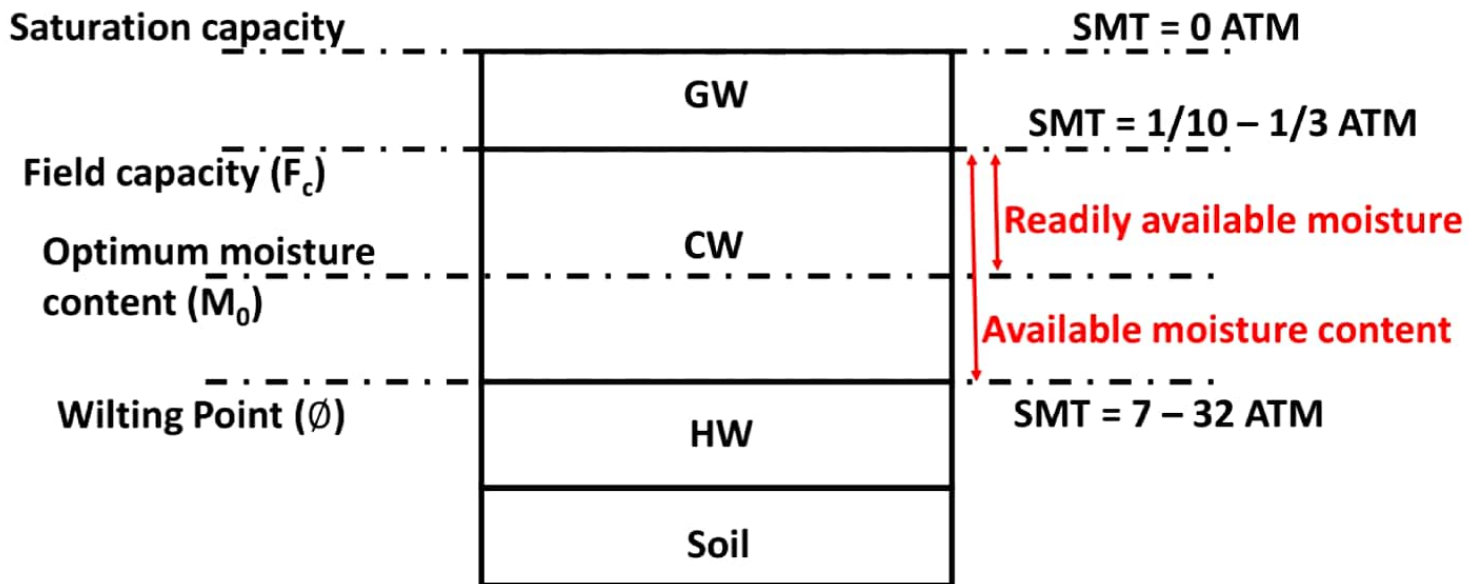 Saturation capacity
SMT = 0 ATM
GW
SMT = 1/10 – 1/3 ATM
Field capacity (Fc)
Readily available moisture
Optimum moisture
content (M0)
CW
Available moisture content
Wilting Point (∅)
SMT = 7 – 32 ATM
HW
Soil